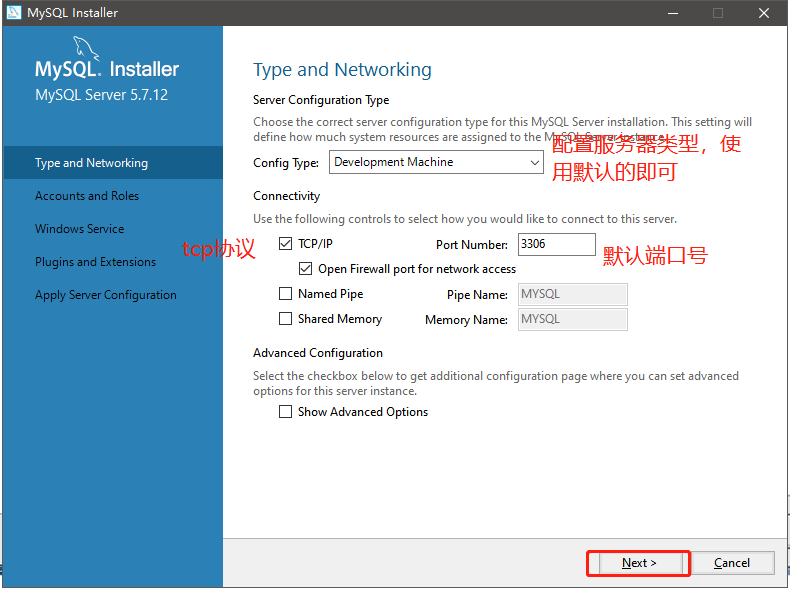 MySQL Installer
MySQL. Installer
MySQL Server 5.7.12
Type and Networking
Accounts and Roles
Windows Service
Plugins and Extensions
Apply Server Configuration
Type and Networking
Server Configuration Type
Choose the correct server configuration type for this MySQL Server installation. This setting will
define how much system resources are assigned to the MySQL Server instance.
Config Type: Development Machine
配置服务器类型，使
用默认的即可
Connectivity
Use the following controls to select how you would like to connect to this server.
tcp协议
TCP/IP Port Number: 3306
默认端口号
Open Firewall port for network access
Named Pipe Pipe Name: MYSQL
Shared Memory Memory Name: MYSQL
Advanced Configuration
Select the checkbox below to get additional configuration page where you can set advanced
options for this server instance.
Show Advanced Options
Next > Cancel